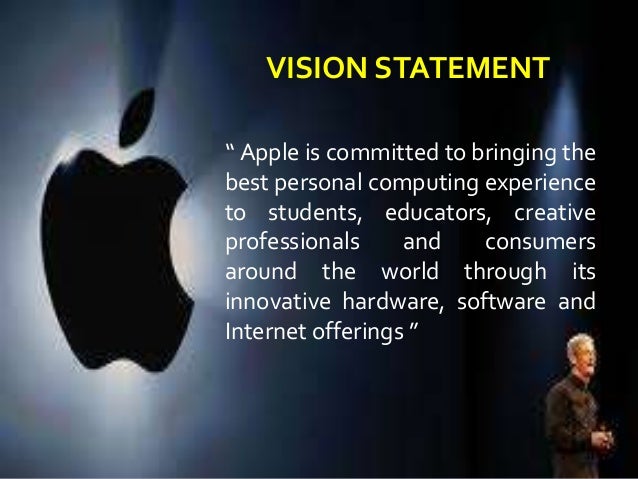 VISION STATEMENT
“ Apple is committed to bringing the
best personal computing experience
to students, educators, creative
professionals and consumers
around the world through its
innovative hardware, software and
Internet offerings ”